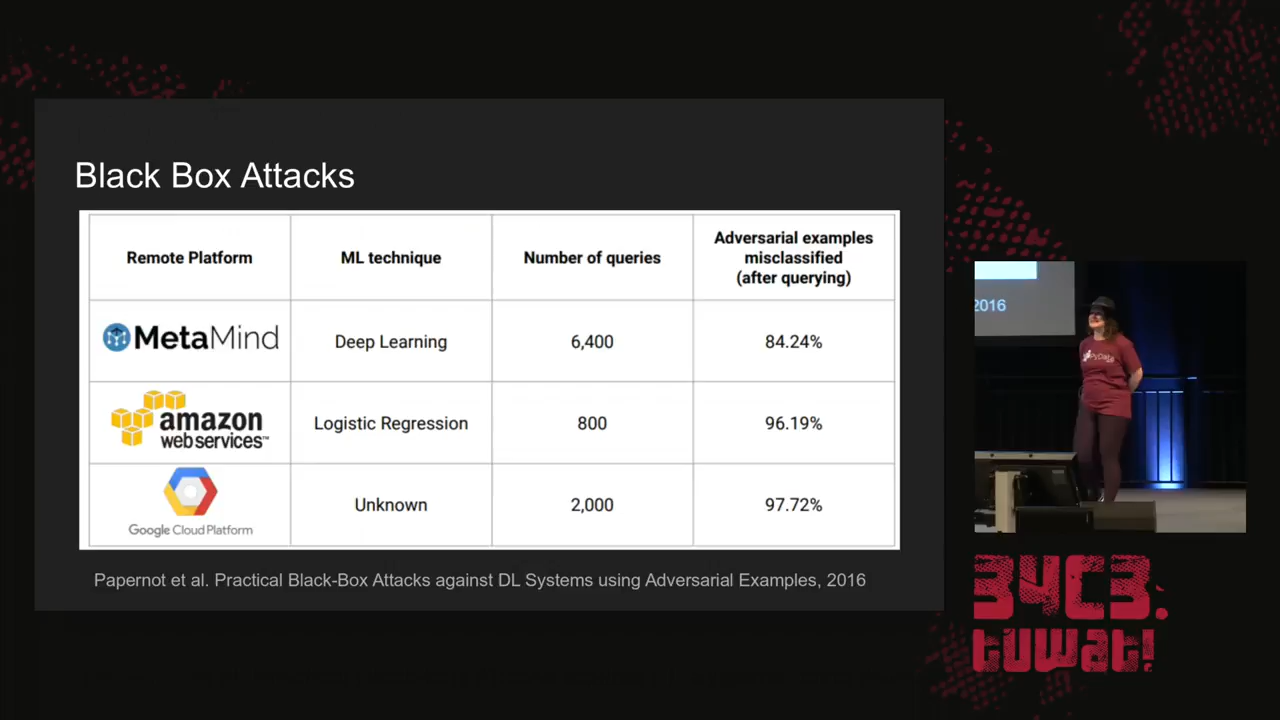 Black Box Attacks
Remote Platform
ML technique
Number of queries
Adversarial examples
misclassified
(after querying)
MetaMind
Deep Learning
6,400
84.24%
amazon
webservices™
Logistic Regression
800
96.19%
Google Cloud Platform
Unknown
2,000
97.72%
Papernot et al. Practical Black-Box Attacks against DL Systems using Adversarial Examples, 2016
2016
PyData
34C3.
tuwat!